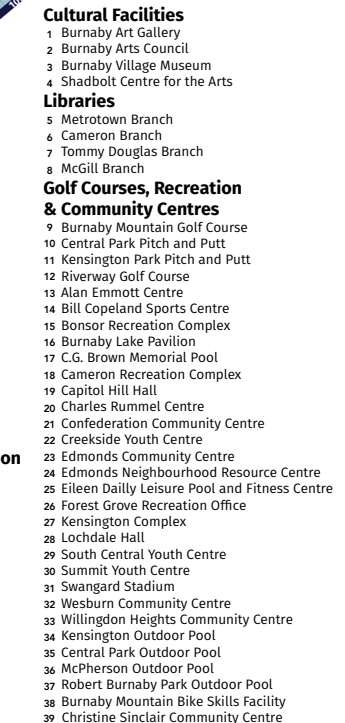 Cultural Facilities
1 Burnaby Art Gallery
2 Burnaby Arts Council
3 Burnaby Village Museum
4 Shadbolt Centre for the Arts
Libraries
5 Metrotown Branch
6 Cameron Branch
7 Tommy Douglas Branch
8 McGill Branch
Golf Courses, Recreation
& Community Centres
9 Burnaby Mountain Golf Course
10 Central Park Pitch and Putt
11 Kensington Park Pitch and Putt
12 Riverway Golf Course
13 Alan Emmott Centre
14 Bill Copeland Sports Centre
15 Bonsor Recreation Complex
16 Burnaby Lake Pavilion
17 C.G. Brown Memorial Pool
18 Cameron Recreation Complex
19 Capitol Hill Hall
20 Charles Rummel Centre
21 Confederation Community Centre
22 Creekside Youth Centre
on
23 Edmonds Community Centre
24 Edmonds Neighbourhood Resource Centre
25 Eileen Dailly Leisure Pool and Fitness Centre
26 Forest Grove Recreation Office
27 Kensington Complex
28 Lochdale Hall
29 South Central Youth Centre
30 Summit Youth Centre
31 Swangard Stadium
32 Wesburn Community Centre
33 Willingdon Heights Community Centre
34 Kensington Outdoor Pool
35 Central Park Outdoor Pool
36 McPherson Outdoor Pool
37 Robert Burnaby Park Outdoor Pool
38 Burnaby Mountain Bike Skills Facility
39 Christine Sinclair Community Centre